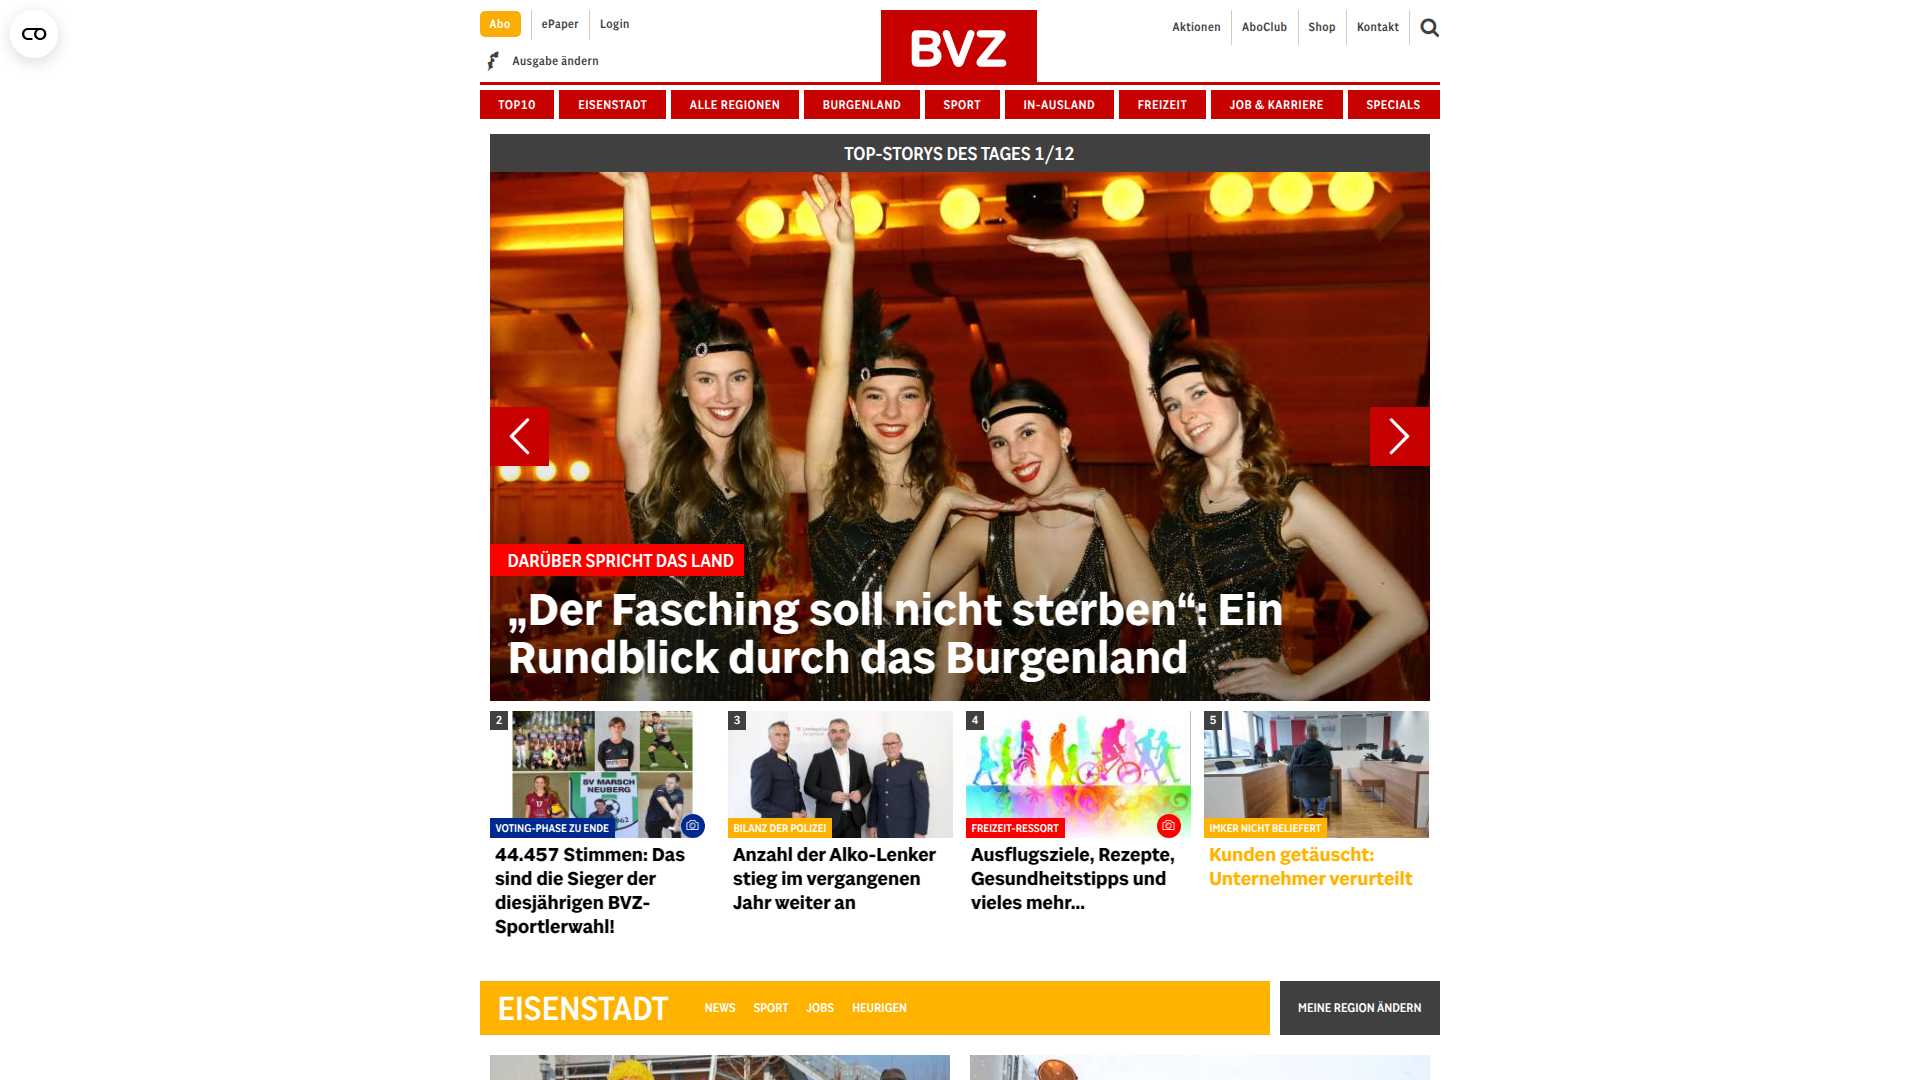 Abo
ePaper
Login
BVZ
Aktionen
AboClub
Shop
Kontakt
Ausgabe ändern
TOP10
EISENSTADT
ALLE REGIONEN
BURGENLAND
SPORT
IN-AUSLAND
FREIZEIT
JOB & KARRIERE
SPECIALS
TOP-STORYS DES TAGES 1/12
DARÜBER SPRICHT DAS LAND
„Der Fasching soll nicht sterben“: Ein
Rundblick durch das Burgenland
2
SV MARSCH
NEUBERG
VOTING-PHASE ZU ENDE
44.457 Stimmen: Das
sind die Sieger der
diesjährigen BVZ-
Sportlerwahl!
3
BILANZ DER POLIZEI
Anzahl der Alko-Lenker
stieg im vergangenen
Jahr weiter an
4
FREIZEIT-RESSORT
Ausflugsziele, Rezepte,
Gesundheitstipps und
vieles mehr...
5
IMKER NICHT BELIEFERT
Kunden getäuscht:
Unternehmer verurteilt
EISENSTADT
NEWS
SPORT
JOBS
HEURIGEN
MEINE REGION ÄNDERN